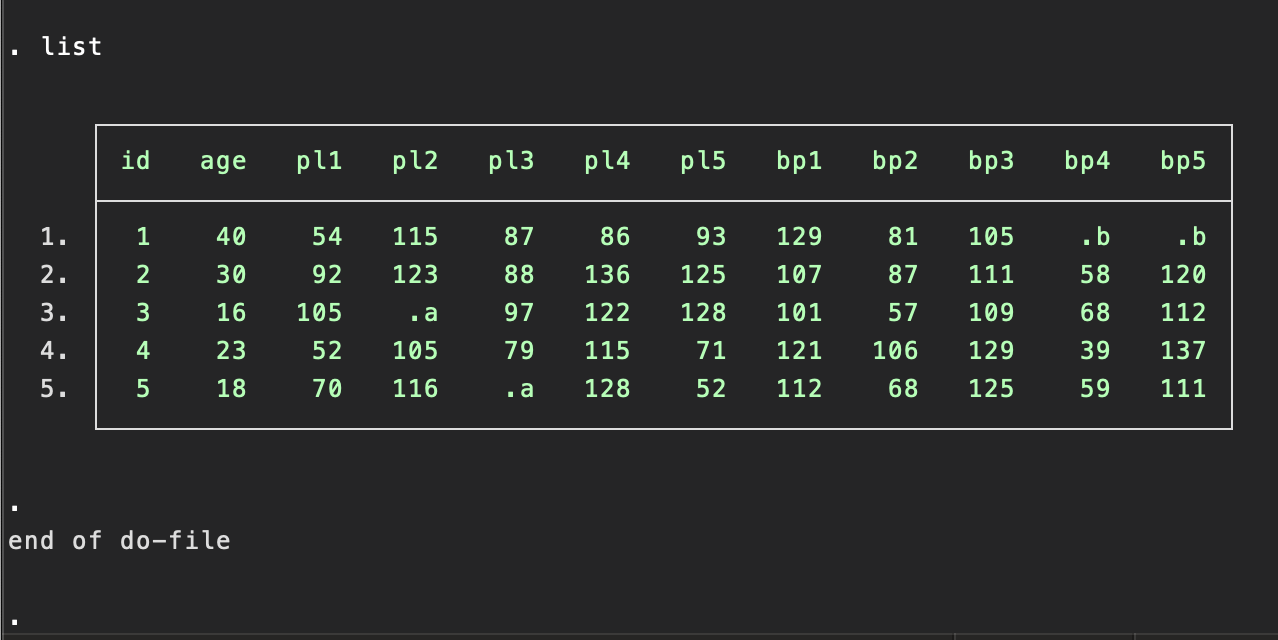 . list
id age pl1 pl2 pl3 pl4 pl5 bp1 bp2 bp3 bp4 bp5
1. 1 40 54 115 87 86 93 129 81 105 .b .b
2. 2 30 92 123 88 136 125 107 87 111 58 120
3. 3 16 105 .a 97 122 128 101 57 109 68 112
4. 4 23 52 105 79 115 71 121 106 129 39 137
5. 5 18 70 116 .a 128 52 112 68 125 59 111
.
end of do-file
.